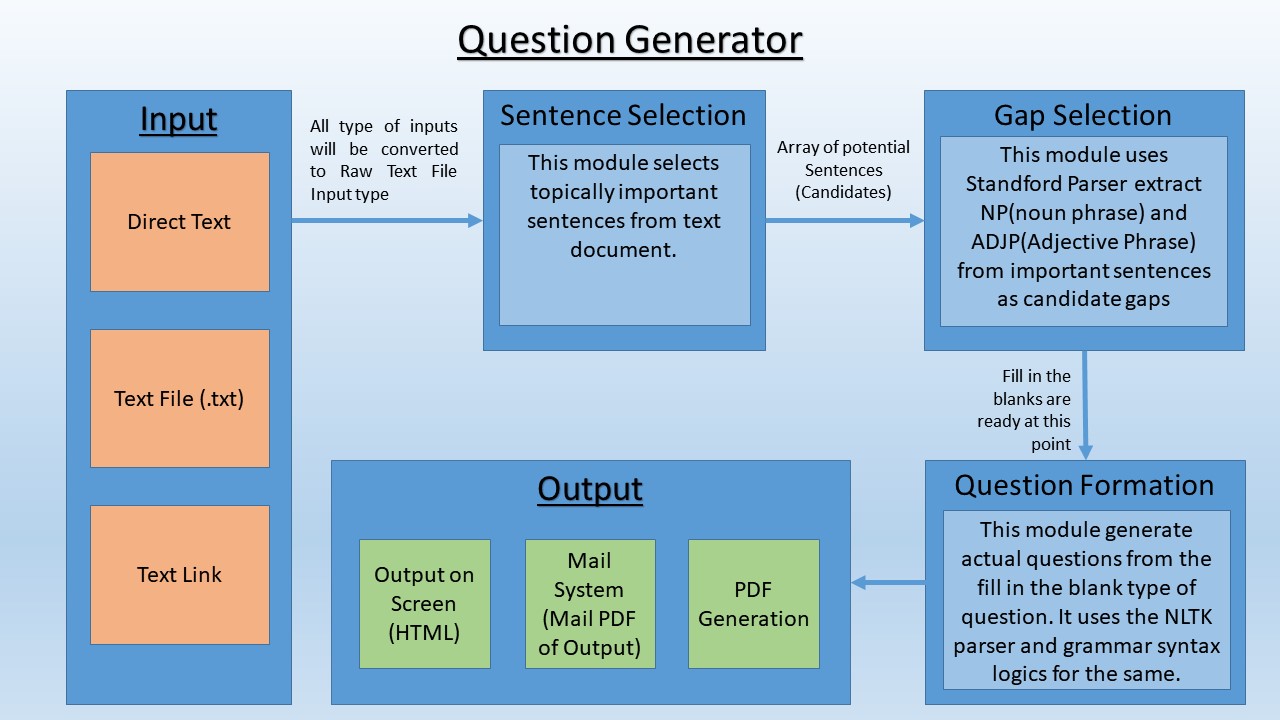 Question Generator
Input
Direct Text
Text File (.txt)
Text Link
All type of inputs
will be converted
to Raw Text File
Input type
Sentence Selection
This module selects
topically important
sentences from text
document.
Array of potential
Sentences
(Candidates)
Gap Selection
This module uses
Standford Parser extract
NP(noun phrase) and
ADJP(Adjective Phrase)
from important sentences
as candidate gaps
Fill in the
blanks are
ready at this
point
Question Formation
This module generate
actual questions from the
fill in the blank type of
question. It uses the NLTK
parser and grammar syntax
logics for the same.
Output
Output on
Screen
(HTML)
Mail
System
(Mail PDF
of Output)
PDF
Generation